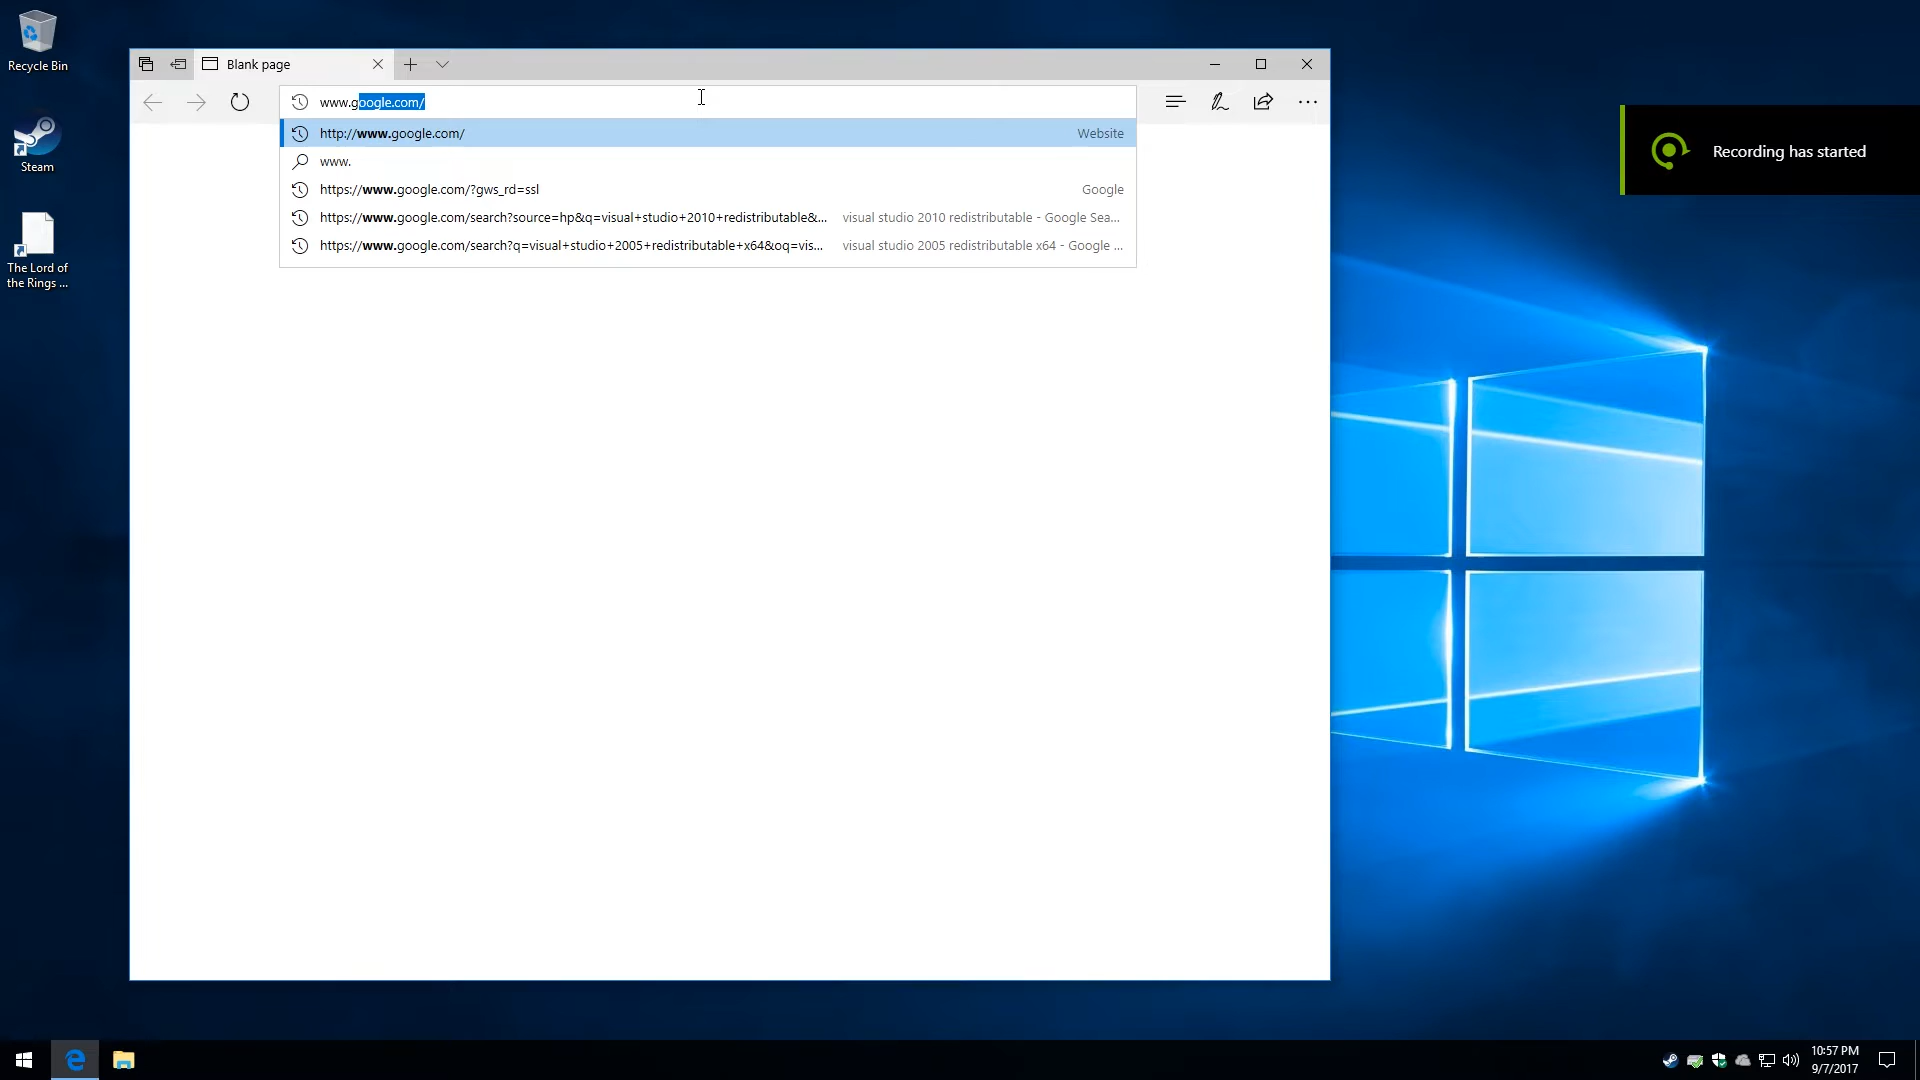 Recycle Bin
Steam
The Lord of
the Rings ...
Blank page
www.google.com/
http://www.google.com/
Website
www.
https://www.google.com/?gws_rd=ssl
Google
https://www.google.com/search?source=hp&q=visual+studio+2010+redistributable&...
visual studio 2010 redistributable - Google Sea...
https://www.google.com/search?q=visual+studio+2005+redistributable+x64&oq=vis...
visual studio 2005 redistributable x64 - Google ...
Recording has started
10:57 PM
9/7/2017